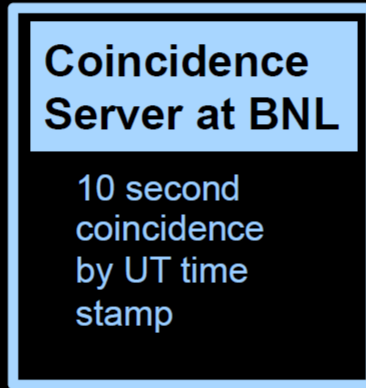 Coincidence
Server at BNL
10 second
coincidence
by UT time
stamp